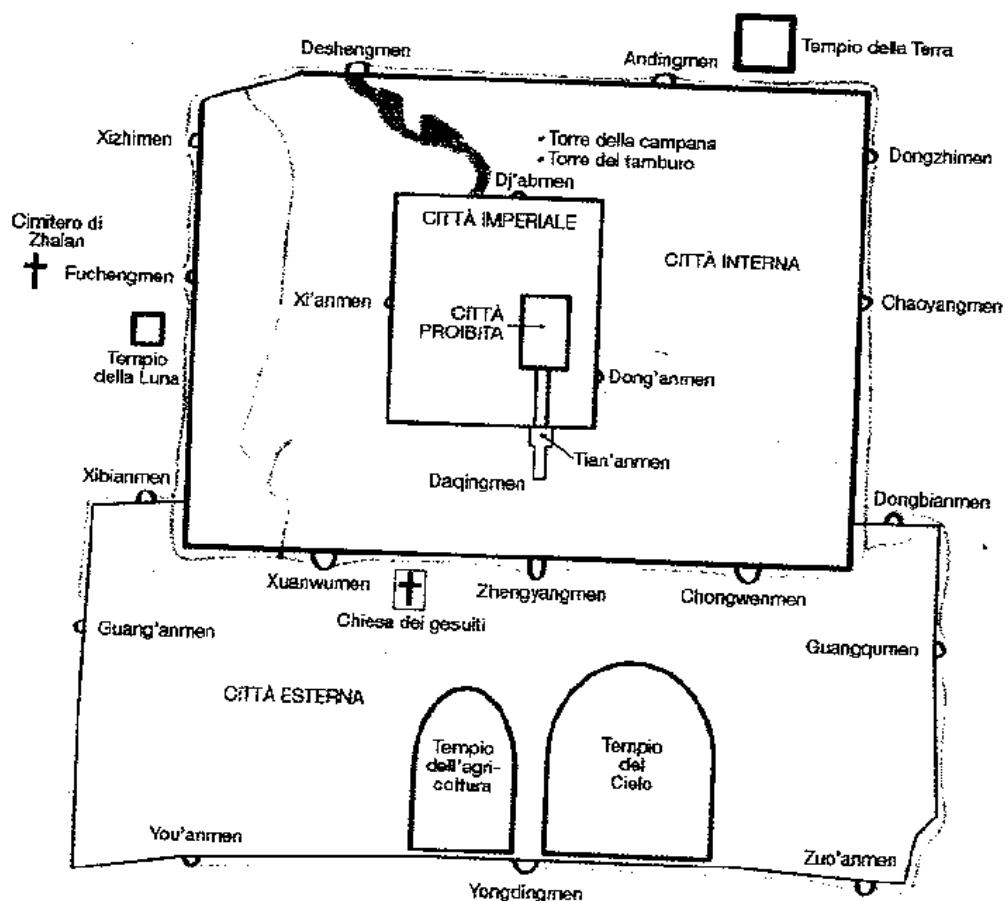 Deshengmen
Andingmen
Tempio della Terra
Xizhimen
• Torre della campana
• Torre del tamburo
Dongzhimen
Dj'abmen
CITTÀ IMPERIALE
Cimitero di
Zhalan
CITTÀ INTERNA
Fuchengmen
Xi'anmen
Chaoyangmen
CITTÀ
PROIBITA
Tempio
della Luna
Dong'anmen
Tian'anmen
Daqingmen
Xibianmen
Dongbianmen
Xuanwumen
Zhengyangmen
Chongwenmen
Chiesa dei gesuiti
Guang'anmen
Guangqumen
CITTÀ ESTERNA
Tempio
dell'agri-
coltura
Tempio
del
Cielo
You'anmen
Zuo'anmen
Yongdingmen